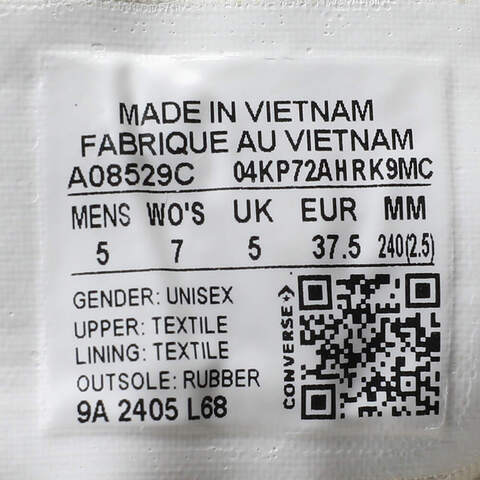 MADE IN VIETNAM
FABRIQUE AU VIETNAM
A08529C 04KP72AHRK9MC
MENS WO'S UK EUR MM
5 7 5 37.5 240(2.5)
GENDER: UNISEX
UPPER: TEXTILE
LINING: TEXTILE
OUTSOLE: RUBBER
9A 2405 L68
CONVERSE